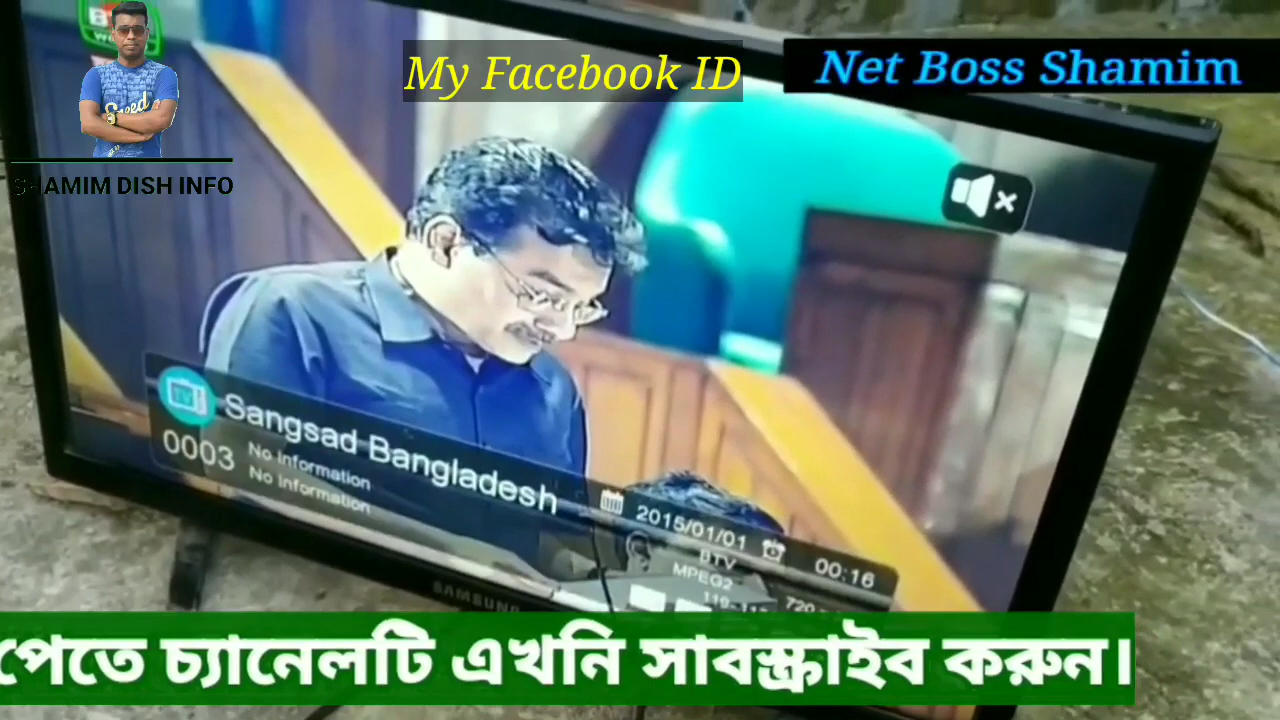 My Facebook ID
Net Boss Shamim
Speed
SHAMIM DISH INFO
Sangsad Bangladesh
0003
No Information
No Information
2015/01/01
00:16
BTV
MPEG2
SAMSUNG
পেতে চ্যানেলটি এখনি সাবস্ক্রাইব করুন।